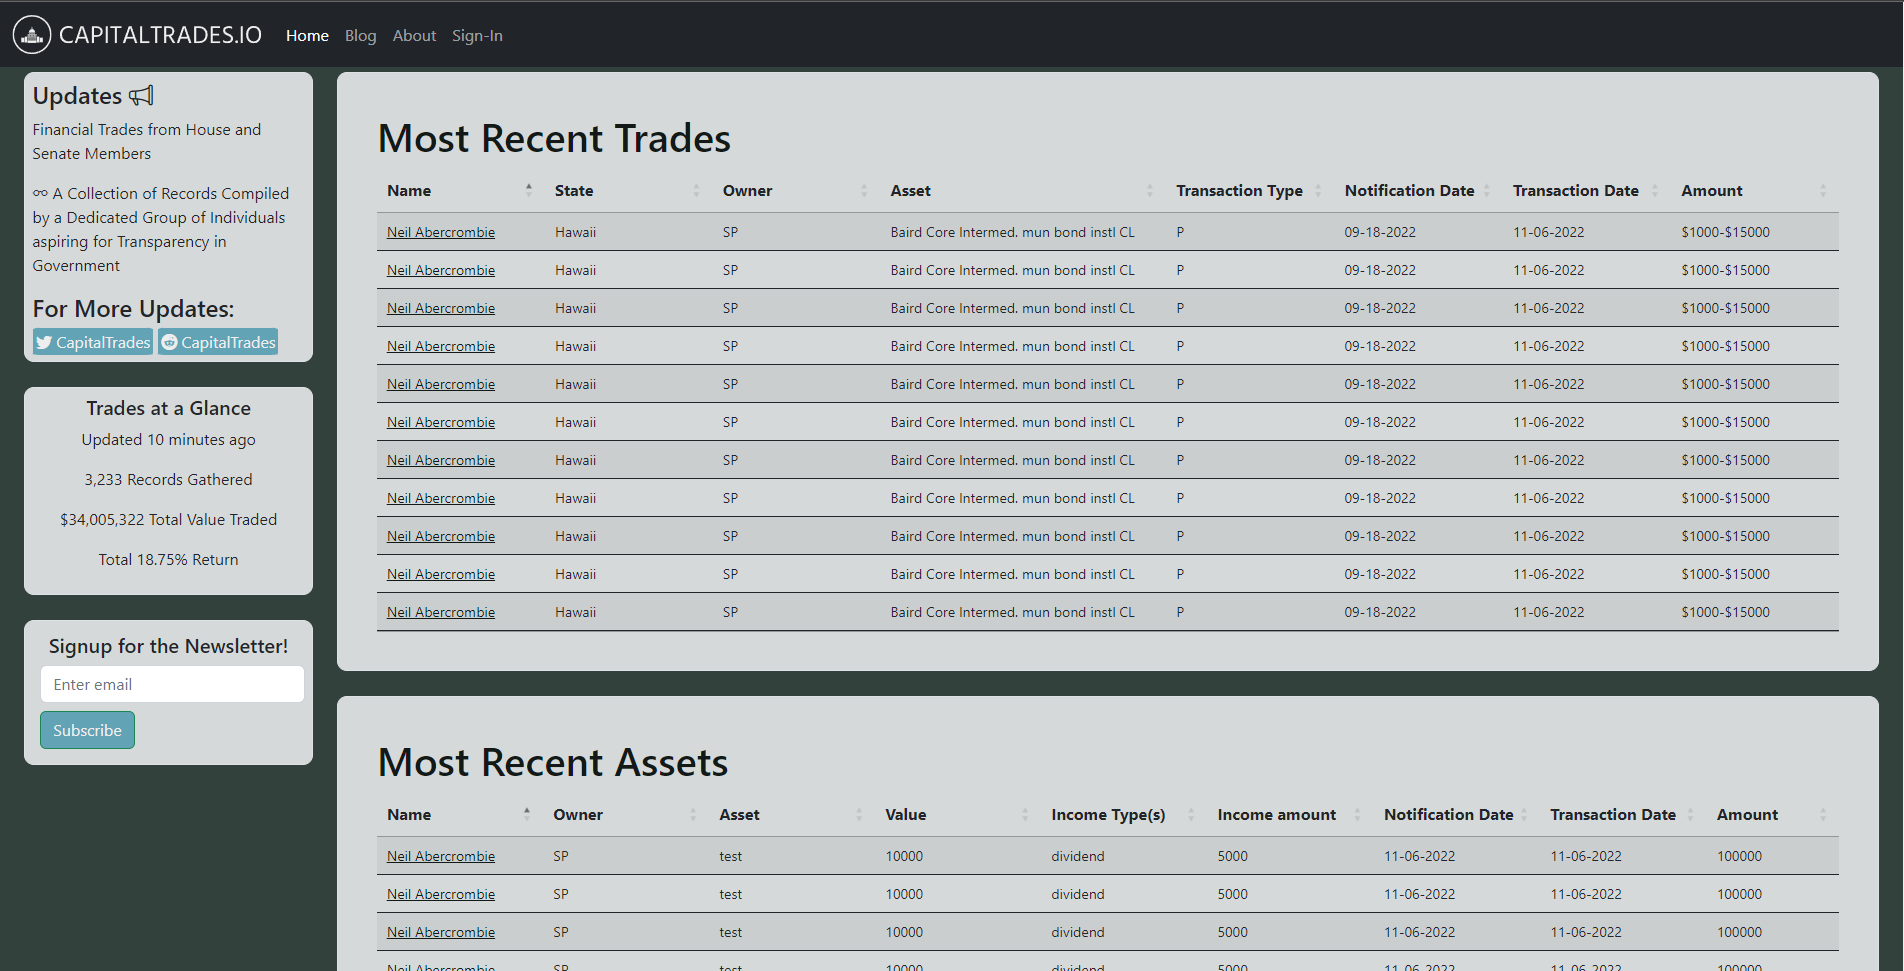 CAPITALTRADES.IO Home Blog About Sign-In
Updates
Financial Trades from House and
Senate Members
A Collection of Records Compiled
by a Dedicated Group of Individuals
aspiring for Transparency in
Government
For More Updates:
CapitalTrades CapitalTrades
Trades at a Glance
Updated 10 minutes ago
3,233 Records Gathered
$34,005,322 Total Value Traded
Total 18.75% Return
Signup for the Newsletter!
Enter email
Subscribe
Most Recent Trades
Name State Owner Asset Transaction Type Notification Date Transaction Date Amount
Neil Abercrombie Hawaii SP Baird Core Intermed. mun bond instl CL P 09-18-2022 11-06-2022 $1000-$15000
Neil Abercrombie Hawaii SP Baird Core Intermed. mun bond instl CL P 09-18-2022 11-06-2022 $1000-$15000
Neil Abercrombie Hawaii SP Baird Core Intermed. mun bond instl CL P 09-18-2022 11-06-2022 $1000-$15000
Neil Abercrombie Hawaii SP Baird Core Intermed. mun bond instl CL P 09-18-2022 11-06-2022 $1000-$15000
Neil Abercrombie Hawaii SP Baird Core Intermed. mun bond instl CL P 09-18-2022 11-06-2022 $1000-$15000
Neil Abercrombie Hawaii SP Baird Core Intermed. mun bond instl CL P 09-18-2022 11-06-2022 $1000-$15000
Neil Abercrombie Hawaii SP Baird Core Intermed. mun bond instl CL P 09-18-2022 11-06-2022 $1000-$15000
Neil Abercrombie Hawaii SP Baird Core Intermed. mun bond instl CL P 09-18-2022 11-06-2022 $1000-$15000
Neil Abercrombie Hawaii SP Baird Core Intermed. mun bond instl CL P 09-18-2022 11-06-2022 $1000-$15000
Neil Abercrombie Hawaii SP Baird Core Intermed. mun bond instl CL P 09-18-2022 11-06-2022 $1000-$15000
Neil Abercrombie Hawaii SP Baird Core Intermed. mun bond instl CL P 09-18-2022 11-06-2022 $1000-$15000
Most Recent Assets
Name Owner Asset Value Income Type(s) Income amount Notification Date Transaction Date Amount
Neil Abercrombie SP test 10000 dividend 5000 11-06-2022 11-06-2022 100000
Neil Abercrombie SP test 10000 dividend 5000 11-06-2022 11-06-2022 100000
Neil Abercrombie SP test 10000 dividend 5000 11-06-2022 11-06-2022 100000
Neil Abercrombie SP test 10000 dividend 5000 11-06-2022 11-06-2022 100000